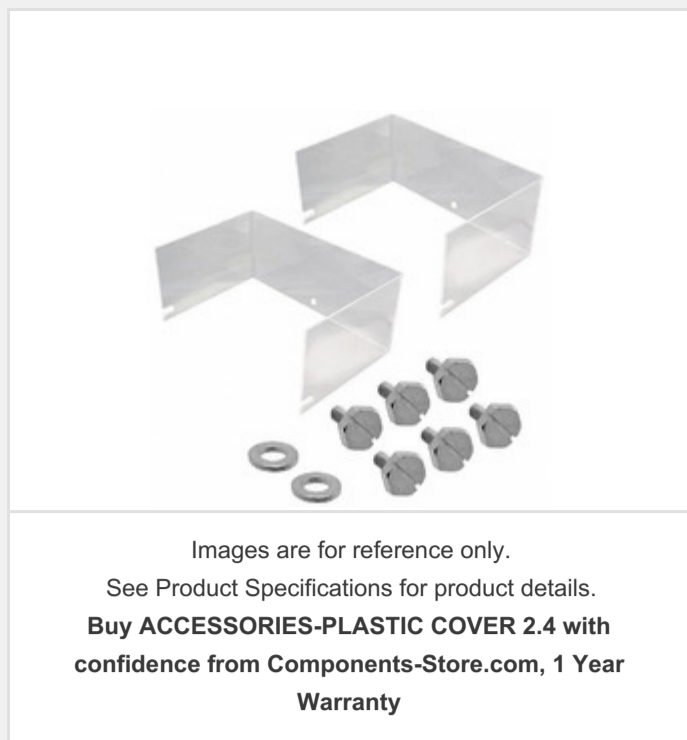 Images are for reference only.
See Product Specifications for product details.
Buy ACCESSORIES-PLASTIC COVER 2.4 with
confidence from Components-Store.com, 1 Year
Warranty